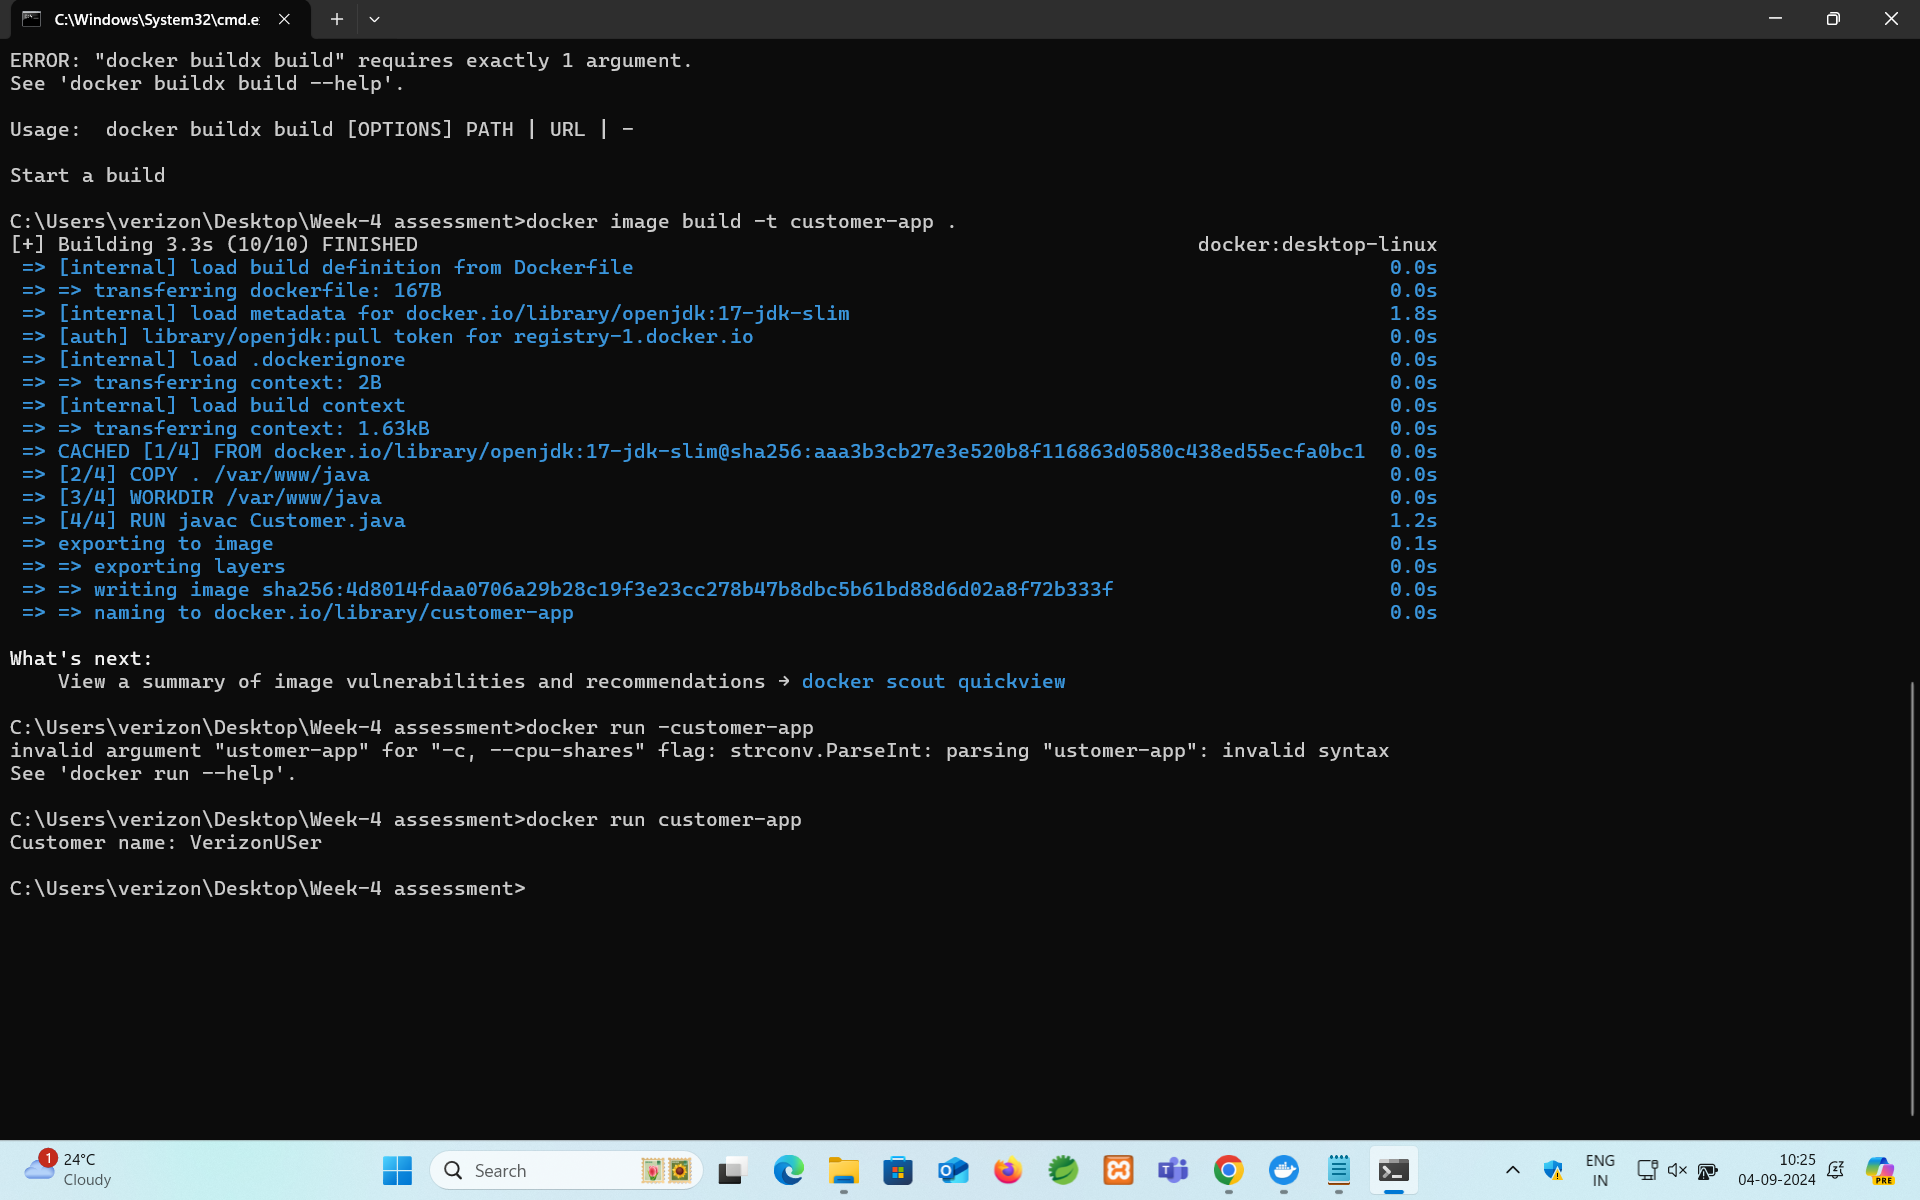 C:\Windows\System32\cmd.e
ERROR: "docker buildx build" requires exactly 1 argument.
See 'docker buildx build --help'.
Usage:  docker buildx build [OPTIONS] PATH | URL | -
Start a build
C:\Users\verizon\Desktop\Week-4 assessment>docker image build -t customer-app .
[+] Building 3.3s (10/10) FINISHED docker:desktop-linux
=> [internal] load build definition from Dockerfile 0.0s
=> => transferring dockerfile: 167B 0.0s
=> [internal] load metadata for docker.io/library/openjdk:17-jdk-slim 1.8s
=> [auth] library/openjdk:pull token for registry-1.docker.io 0.0s
=> [internal] load .dockerignore 0.0s
=> => transferring context: 2B 0.0s
=> [internal] load build context 0.0s
=> => transferring context: 1.63kB 0.0s
=> CACHED [1/4] FROM docker.io/library/openjdk:17-jdk-slim@sha256:aaa3b3cb27e3e520b8f116863d0580c438ed55ecfa0bc1 0.0s
=> [2/4] COPY . /var/www/java 0.0s
=> [3/4] WORKDIR /var/www/java 0.0s
=> [4/4] RUN javac Customer.java 1.2s
=> exporting to image 0.1s
=> => exporting layers 0.0s
=> => writing image sha256:4d8014fdaa0706a29b28c19f3e23cc278b47b8dbc5b61bd88d6d02a8f72b333f 0.0s
=> => naming to docker.io/library/customer-app 0.0s
What's next:
View a summary of image vulnerabilities and recommendations → docker scout quickview
C:\Users\verizon\Desktop\Week-4 assessment>docker run -customer-app
invalid argument "ustomer-app" for "-c, --cpu-shares" flag: strconv.ParseInt: parsing "ustomer-app": invalid syntax
See 'docker run --help'.
C:\Users\verizon\Desktop\Week-4 assessment>docker run customer-app
Customer name: VerizonUSer
C:\Users\verizon\Desktop\Week-4 assessment>
1
24°C
Cloudy
Search
ENG
IN
10:25
04-09-2024
PRE